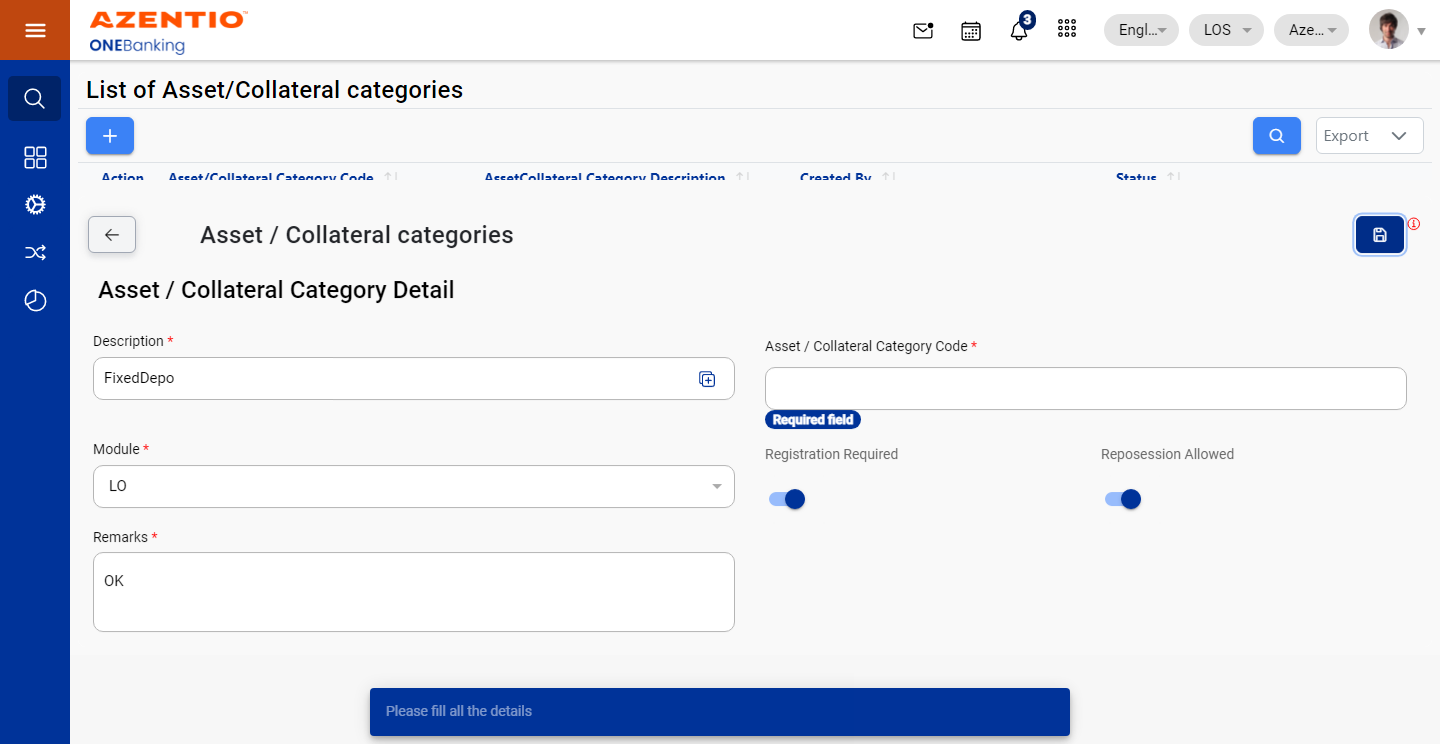 AZENTIO™
ONEBanking
3
Engl...
LOS
Aze...
List of Asset/Collateral categories
Export
Action
Asset/Collateral Category Code
AssetCollateral Category Description
Created By
Status
Asset / Collateral categories
Asset / Collateral Category Detail
Description *
FixedDepo
Asset / Collateral Category Code *
Required field
Module *
LO
Registration Required
Reposession Allowed
Remarks *
OK
Please fill all the details